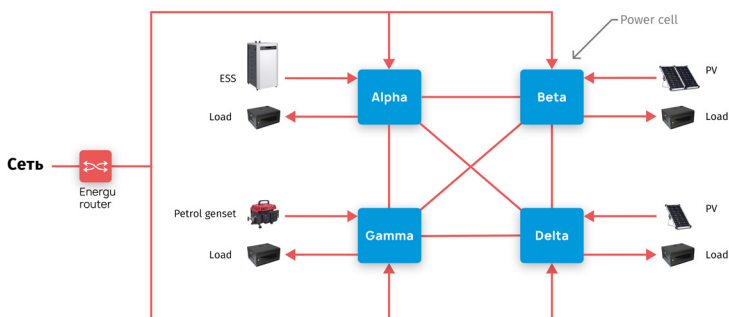 Power cell
ESS
Alpha
Beta
PV
Load
Load
Сеть
Energu
router
Petrol genset
Gamma
Delta
PV
Load
Load